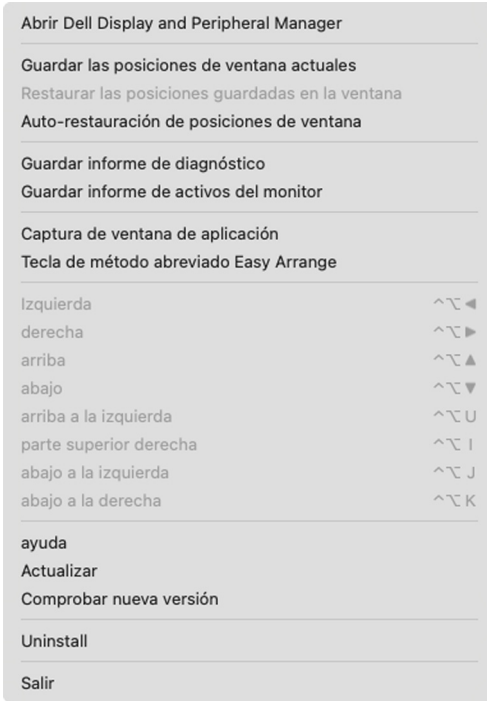 Abrir Dell Display and Peripheral Manager
Guardar las posiciones de ventana actuales
Restaurar las posiciones guardadas en la ventana
Auto-restauración de posiciones de ventana
Guardar informe de diagnóstico
Guardar informe de activos del monitor
Captura de ventana de aplicación
Tecla de método abreviado Easy Arrange
Izquierda ^⌥◀
derecha ^⌥▶
arriba ^⌥▲
abajo ^⌥▼
arriba a la izquierda ^⌥U
parte superior derecha ^⌥I
abajo a la izquierda ^⌥J
abajo a la derecha ^⌥K
ayuda
Actualizar
Comprobar nueva versión
Uninstall
Salir